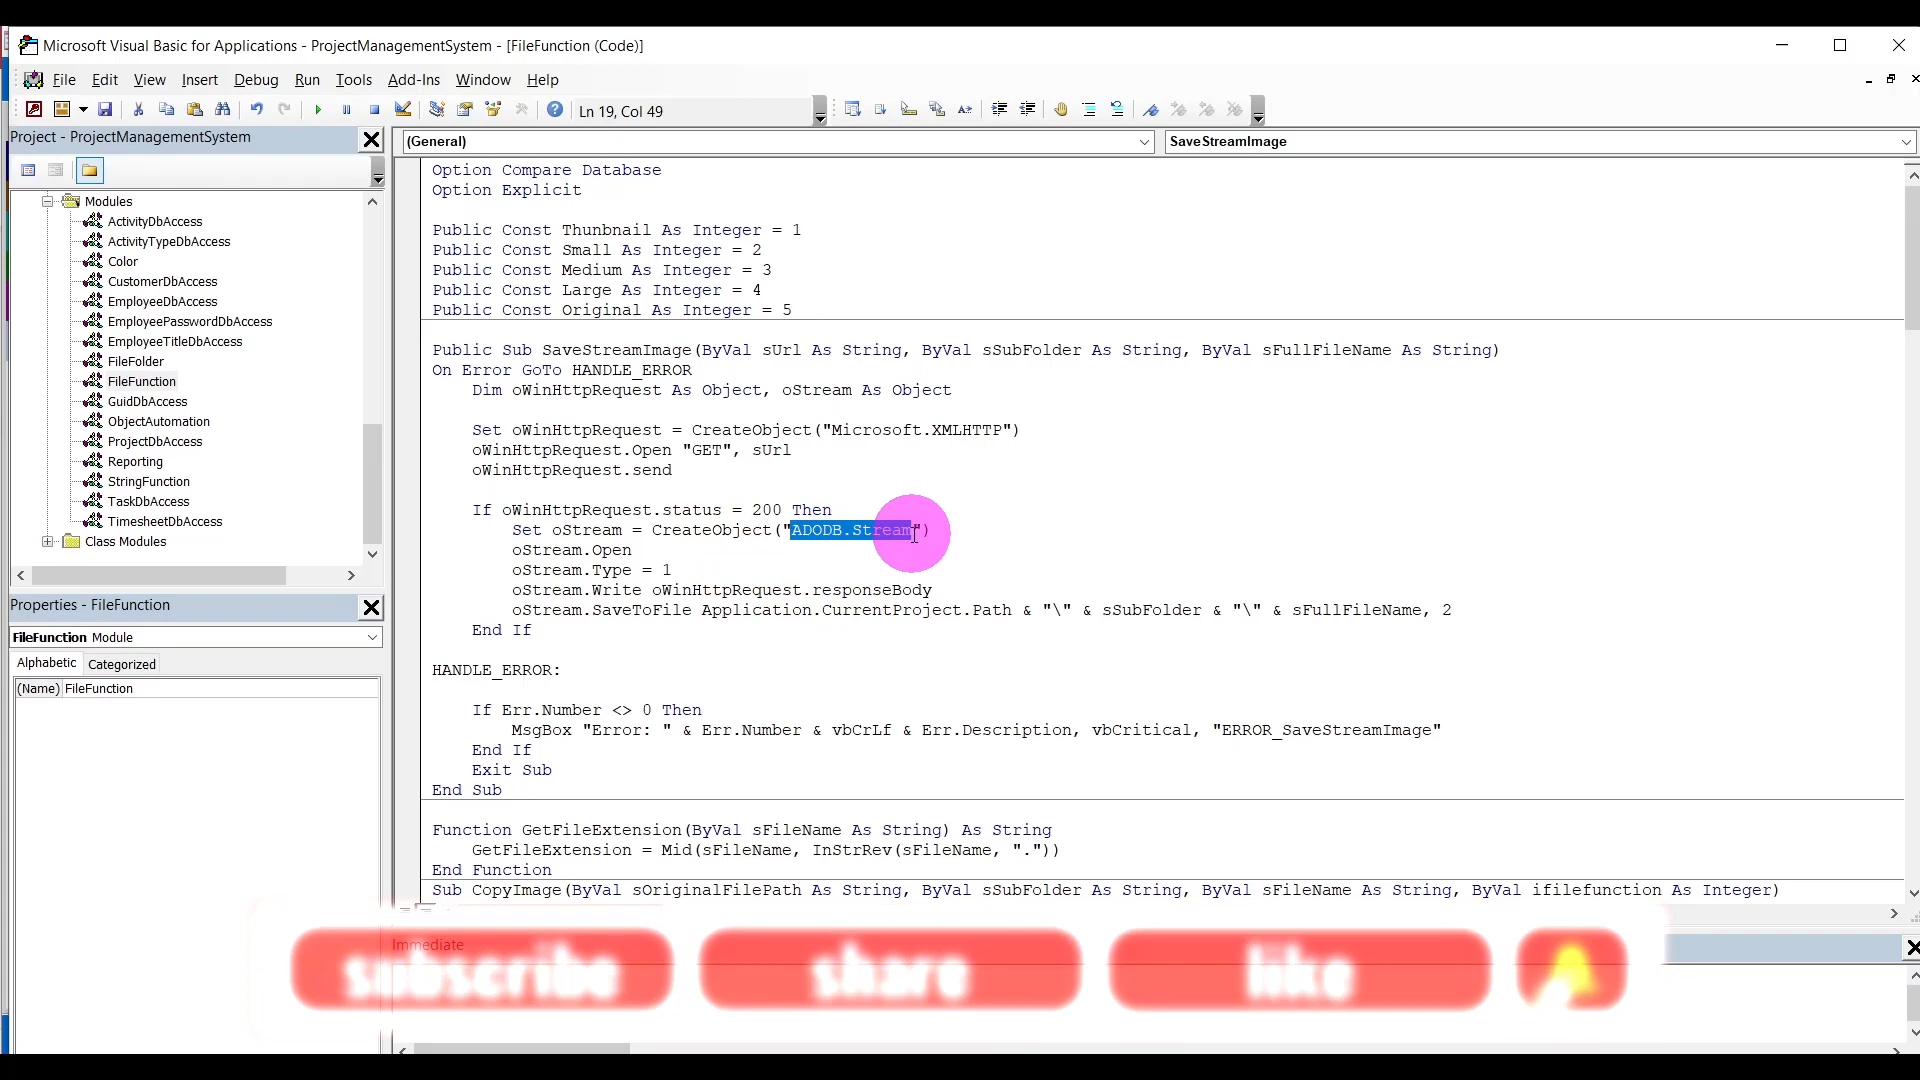 Microsoft Visual Basic for Applications - ProjectManagementSystem - [FileFunction (Code)]
File Edit View Insert Debug Run Tools Add-Ins Window Help
Ln 19, Col 49
Project - ProjectManagementSystem
Modules
ActivityDbAccess
ActivityTypeDbAccess
Color
CustomerDbAccess
EmployeeDbAccess
EmployeePasswordDbAccess
EmployeeTitleDbAccess
FileFolder
FileFunction
GuidDbAccess
ObjectAutomation
ProjectDbAccess
Reporting
StringFunction
TaskDbAccess
TimesheetDbAccess
Class Modules
Properties - FileFunction
FileFunction Module
Alphabetic Categorized
(Name) FileFunction
(General) SaveStreamImage
Option Compare Database
Option Explicit
Public Const Thunbnail As Integer = 1
Public Const Small As Integer = 2
Public Const Medium As Integer = 3
Public Const Large As Integer = 4
Public Const Original As Integer = 5
Public Sub SaveStreamImage(ByVal sUrl As String, ByVal sSubFolder As String, ByVal sFullFileName As String)
On Error GoTo HANDLE_ERROR
Dim oWinHttpRequest As Object, oStream As Object
Set oWinHttpRequest = CreateObject("Microsoft.XMLHTTP")
oWinHttpRequest.Open "GET", sUrl
oWinHttpRequest.send
If oWinHttpRequest.status = 200 Then
Set oStream = CreateObject("ADODB.Stream")
oStream.Open
oStream.Type = 1
oStream.Write oWinHttpRequest.responseBody
oStream.SaveToFile Application.CurrentProject.Path & "\" & sSubFolder & "\" & sFullFileName, 2
End If
HANDLE_ERROR:
If Err.Number <> 0 Then
MsgBox "Error: " & Err.Number & vbCrLf & Err.Description, vbCritical, "ERROR_SaveStreamImage"
End If
Exit Sub
End Sub
Function GetFileExtension(ByVal sFileName As String) As String
GetFileExtension = Mid(sFileName, InStrRev(sFileName, "."))
End Function
Sub CopyImage(ByVal sOriginalFilePath As String, ByVal sSubFolder As String, ByVal sFileName As String, ByVal ifilefunction As Integer)
Immediate
subscribe share like